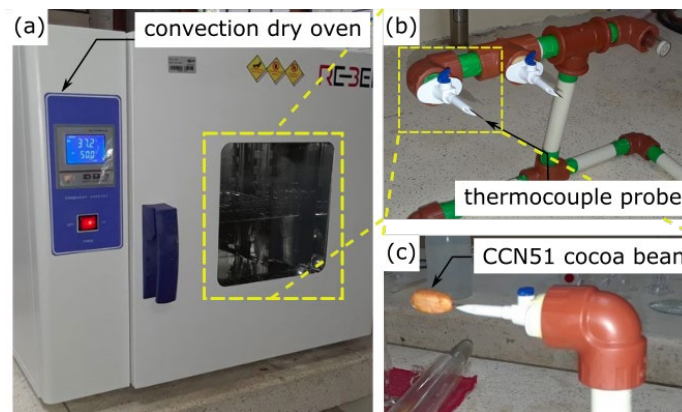 (a)
convection dry oven
RE-BE
37.2
50.0
(b)
thermocouple probe
(c)
CCN51 cocoa bean